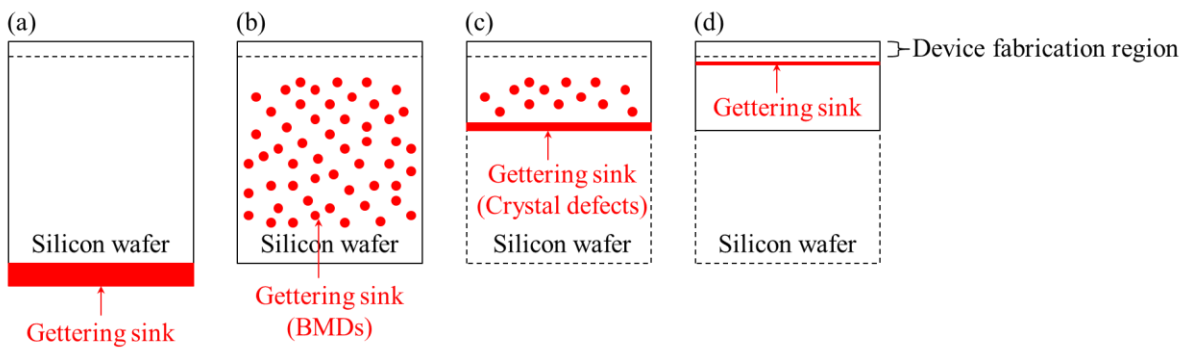 (a)
(b)
(c)
(d)
Device fabrication region
Gettering sink
Gettering sink
(Crystal defects)
Silicon wafer
Silicon wafer
Silicon wafer
Silicon wafer
Gettering sink
Gettering sink
(BMDs)